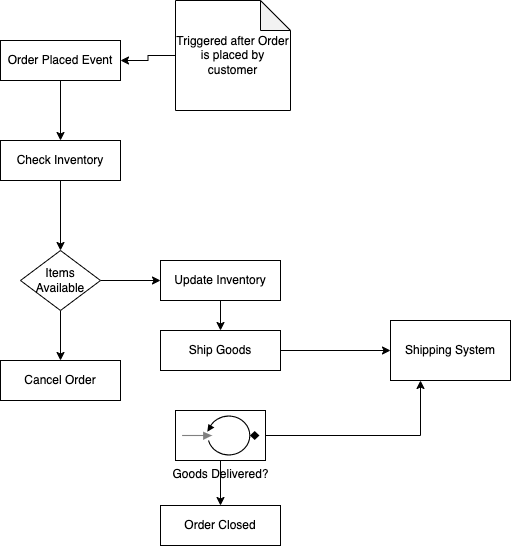 Triggered after Order
is placed by
customer
Order Placed Event
Check Inventory
Items
Available
Update Inventory
Ship Goods
Shipping System
Cancel Order
Goods Delivered?
Order Closed